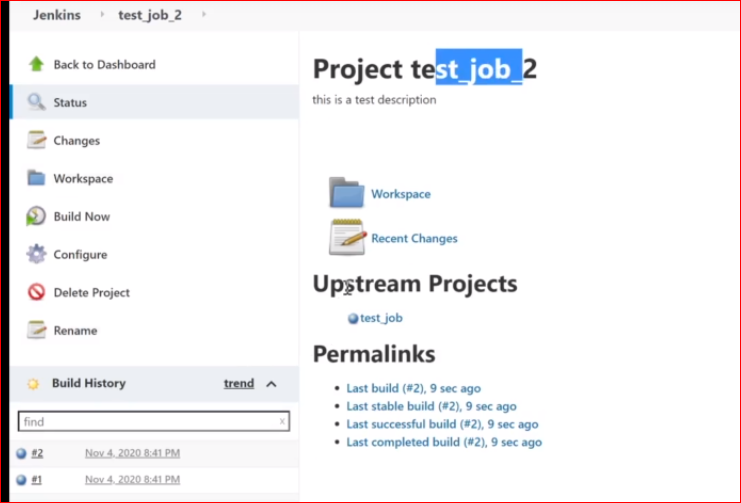 Jenkins › test_job_2 ›
Back to Dashboard
Status
Changes
Workspace
Build Now
Configure
Delete Project
Rename
Build History trend
find x
#2 Nov 4, 2020 8:41 PM
#1 Nov 4, 2020 8:41 PM
Project test_job_2
this is a test description
Workspace
Recent Changes
Upstream Projects
test_job
Permalinks
• Last build (#2), 9 sec ago
• Last stable build (#2), 9 sec ago
• Last successful build (#2), 9 sec ago
• Last completed build (#2), 9 sec ago